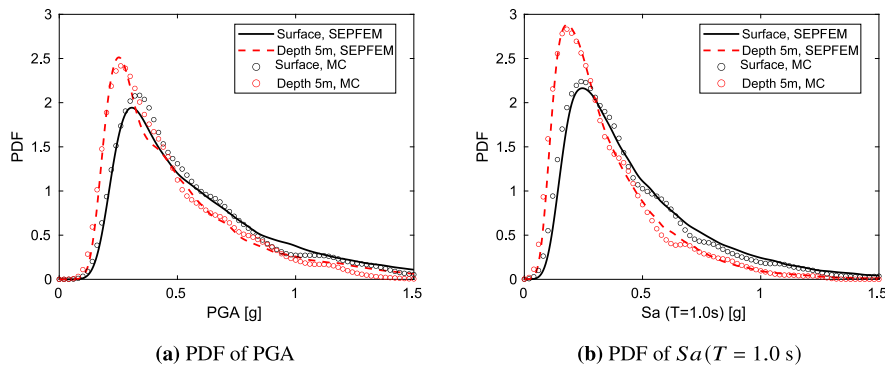 3
2.5
2
1.5
1
0.5
0
PDF
0
0.5
1
1.5
PGA [g]
Surface, SEPFEM
Depth 5m, SEPFEM
Surface, MC
Depth 5m, MC
(a) PDF of PGA
3
2.5
2
1.5
1
0.5
0
PDF
0
0.5
1
1.5
Sa (T=1.0s) [g]
Surface, SEPFEM
Depth 5m, SEPFEM
Surface, MC
Depth 5m, MC
(b) PDF of Sa(T = 1.0 s)